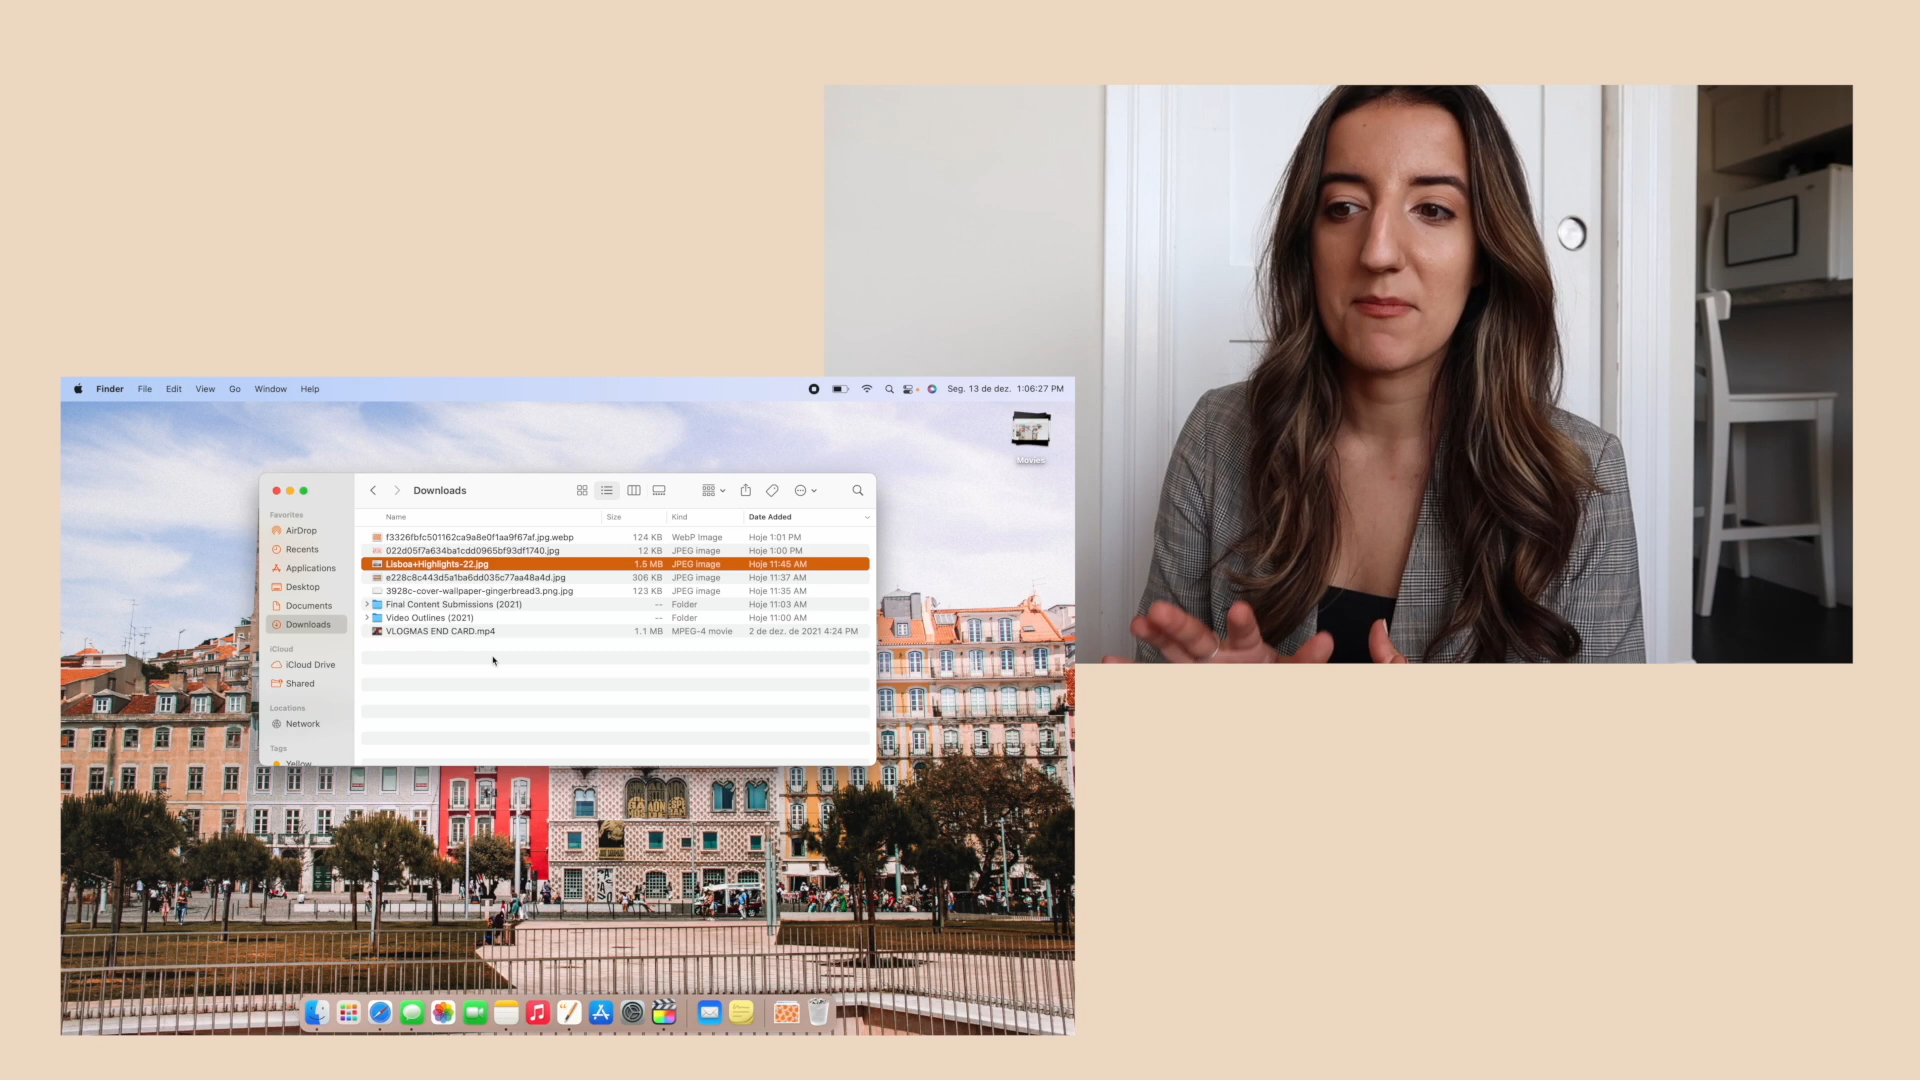 Finder File Edit View Go Window Help Seg. 13 de dez. 1:06:27 PM
Movies
Downloads
Name Size Kind Date Added
f3326fbfc501162ca9a8e0f1aa9f67af.jpg.webp 124 KB WebP Image Hoje 1:01 PM
022d05f7a634ba1cdd0965bf93df1740.jpg 12 KB JPEG image Hoje 1:00 PM
Lisboa+Highlights-22.jpg 1.5 MB JPEG image Hoje 11:45 AM
e228c8c443d5a1ba6dd035c77aa48a4d.jpg 306 KB JPEG image Hoje 11:37 AM
3928c-cover-wallpaper-gingerbread3.png.jpg 123 KB JPEG image Hoje 11:35 AM
Final Content Submissions (2021) -- Folder Hoje 11:03 AM
Video Outlines (2021) -- Folder Hoje 11:00 AM
VLOGMAS END CARD.mp4 1.1 MB MPEG-4 movie 2 de dez. de 2021 4:24 PM
Favorites
AirDrop
Recents
Applications
Desktop
Documents
Downloads
iCloud
iCloud Drive
Shared
Locations
Network
Tags
Yellow